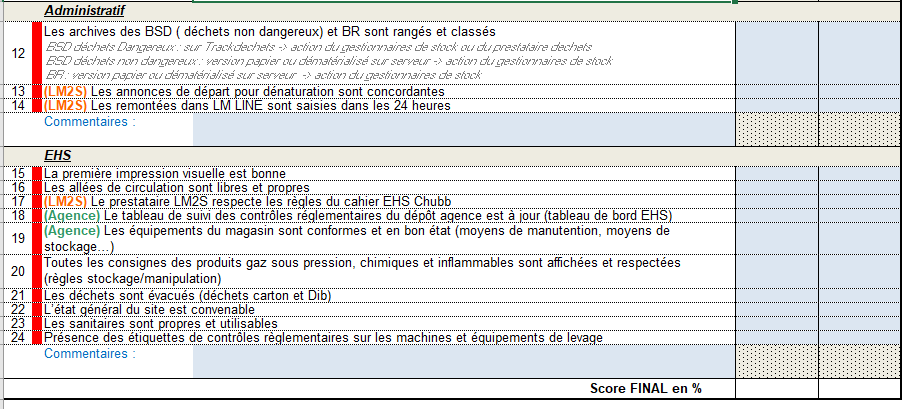 Administratif
12 Les archives des BSD ( déchets non dangereux) et BR sont rangés et classés
BSD déchets Dangereux : sur Trackdechets -> action du gestionnaires de stock ou du prestataire dechets
BSD déchets non dangereux : version papier ou dématérialisé sur serveur -> action du gestionnaires de stock
BR : version papier ou dématérialisé sur serveur -> action du gestionnaires de stock
13 (LM2S) Les annonces de départ pour dénaturation sont concordantes
14 (LM2S) Les remontées dans LM LINE sont saisies dans les 24 heures
Commentaires :
EHS
15 La première impression visuelle est bonne
16 Les allées de circulation sont libres et propres
17 (LM2S) Le prestataire LM2S respecte les règles du cahier EHS Chubb
18 (Agence) Le tableau de suivi des contrôles réglementaires du dépôt agence est à jour (tableau de bord EHS)
19 (Agence) Les équipements du magasin sont conformes et en bon état (moyens de manutention, moyens de
stockage...)
20 Toutes les consignes des produits gaz sous pression, chimiques et inflammables sont affichées et respectées
(règles stockage/manipulation)
21 Les déchets sont évacués (déchets carton et Dib)
22 L'état général du site est convenable
23 Les sanitaires sont propres et utilisables
24 Présence des étiquettes de contrôles règlementaires sur les machines et équipements de levage
Commentaires :
Score FINAL en %